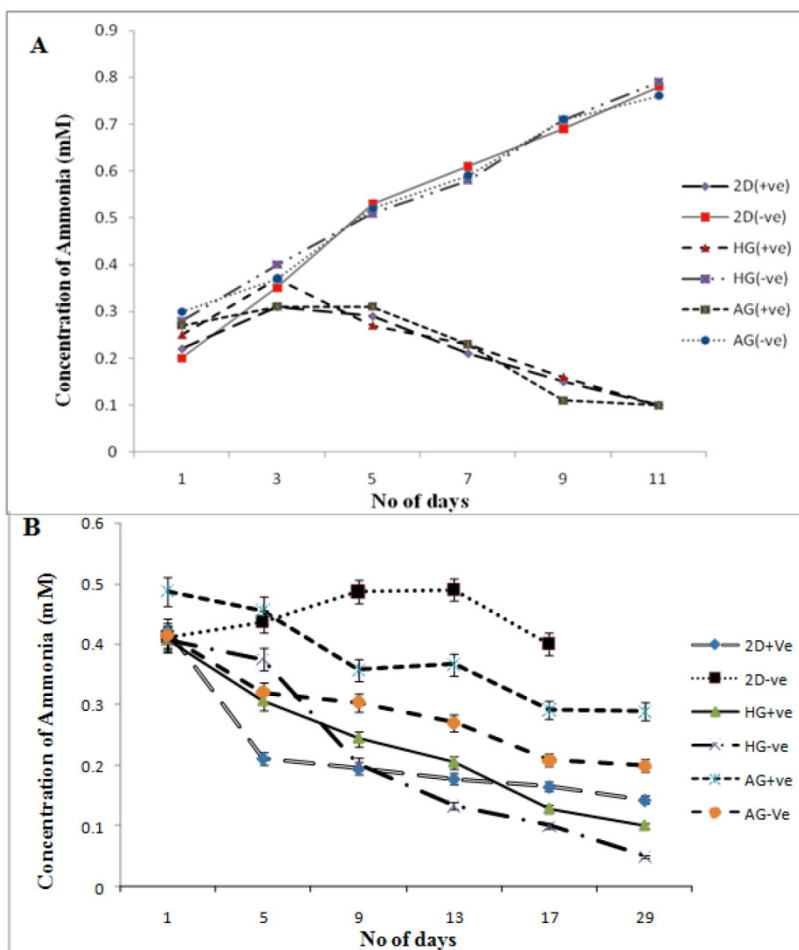 A
Concentration of Ammonia (mM)
0.9
0.8
0.7
0.6
0.5
0.4
0.3
0.2
0.1
0
1 3 5 7 9 11
No of days
2D(+ve)
2D(-ve)
HG(+ve)
HG(-ve)
AG(+ve)
AG(-ve)
B
Concentration of Ammonia (mM)
0.6
0.5
0.4
0.3
0.2
0.1
0
1 5 9 13 17 29
No of days
2D+Ve
2D-ve
HG+ve
HG-ve
AG+ve
AG-Ve